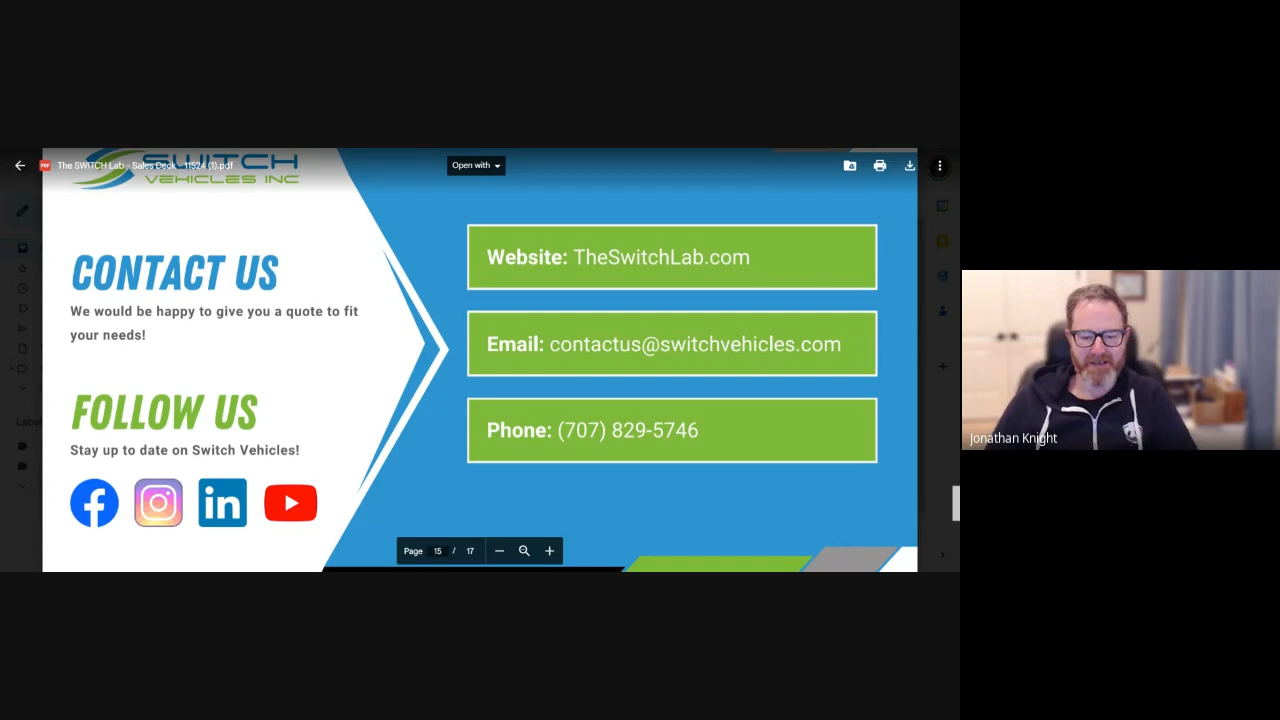 The SWITCH Lab - Sales Deck - 11524 (1).pdf
Open with
SWITCH
VEHICLES INC
CONTACT US
We would be happy to give you a quote to fit
your needs!
FOLLOW US
Stay up to date on Switch Vehicles!
Website: TheSwitchLab.com
Email: contactus@switchvehicles.com
Phone: (707) 829-5746
Page 15 / 17
Label
Jonathan Knight